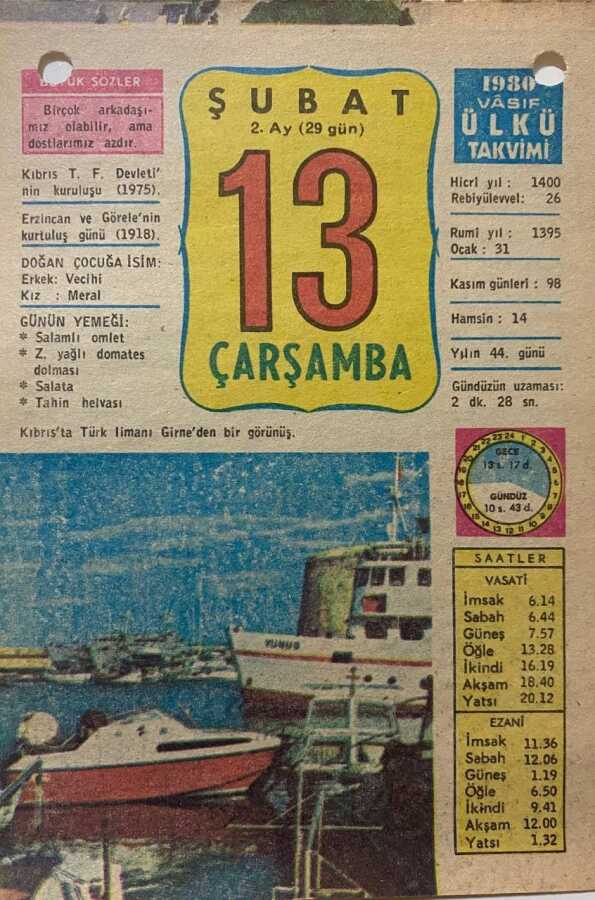 BÜYÜK SÖZLER
Birçok arkadaşı-
mız olabilir, ama
dostlarımız azdır.
Kıbrıs T. F. Devleti'
nin kuruluşu (1975).
Erzincan ve Görele'nin
kurtuluş günü (1918).
DOĞAN ÇOCUĞA İSİM:
Erkek: Vecihi
Kız : Meral
GÜNÜN YEMEĞİ:
* Salamlı omlet
* Z. yağlı domates
dolması
* Salata
* Tahin helvası
ŞUBAT
2. Ay (29 gün)
13
ÇARŞAMBA
1980
VÂSIF
ÜLKÜ
TAKVİMİ
Hicrî yıl : 1400
Rebiyülevvel: 26
Rumî yıl : 1395
Ocak : 31
Kasım günleri : 98
Hamsin : 14
Yılın 44. günü
Gündüzün uzaması:
2 dk. 28 sn.
Kıbrıs'ta Türk limanı Girne'den bir görünüş.
YUNUS
GECE
13 s. 17 d.
GÜNDÜZ
10 s. 43 d.
SAATLER
VASATİ
İmsak 6.14
Sabah 6.44
Güneş 7.57
Öğle 13.28
İkindi 16.19
Akşam 18.40
Yatsı 20.12
EZANİ
İmsak 11.36
Sabah 12.06
Güneş 1.19
Öğle 6.50
İkindi 9.41
Akşam 12.00
Yatsı 1.32